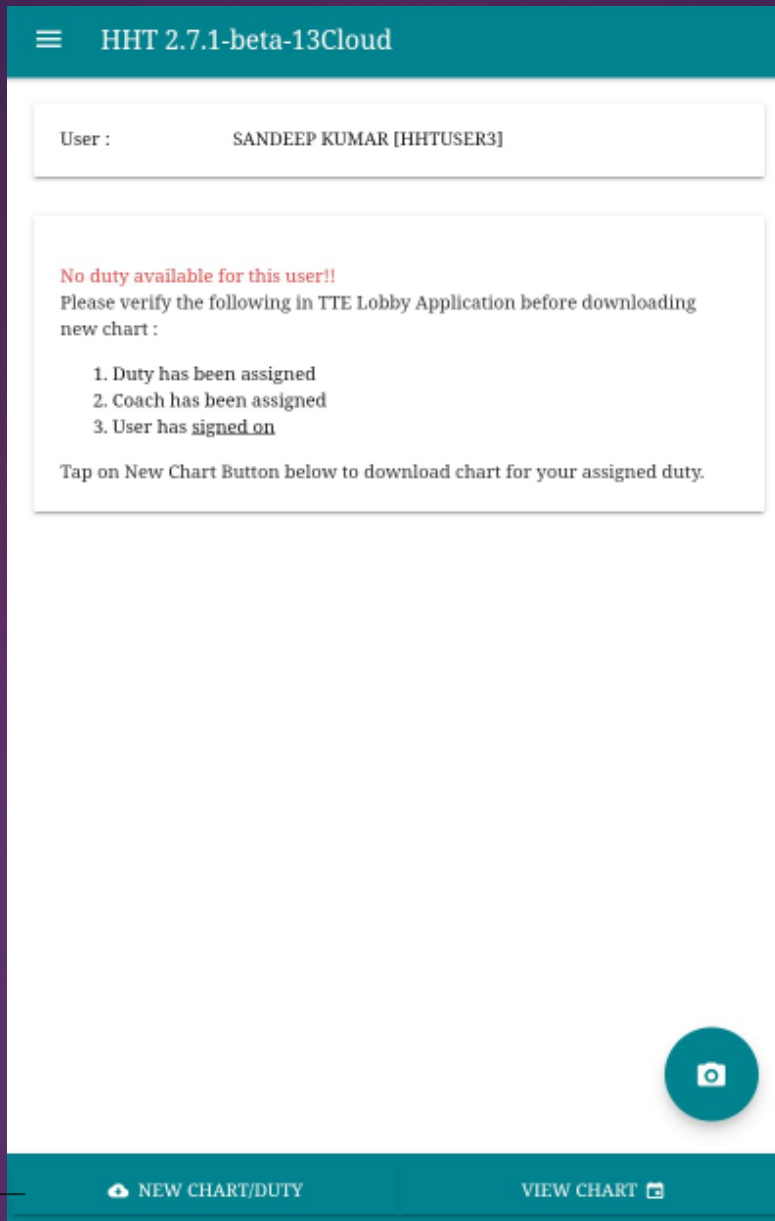 HHT 2.7.1-beta-13Cloud
User : SANDEEP KUMAR [HHTUSER3]
No duty available for this user!!
Please verify the following in TTE Lobby Application before downloading
new chart :
1. Duty has been assigned
2. Coach has been assigned
3. User has signed on
Tap on New Chart Button below to download chart for your assigned duty.
NEW CHART/DUTY VIEW CHART